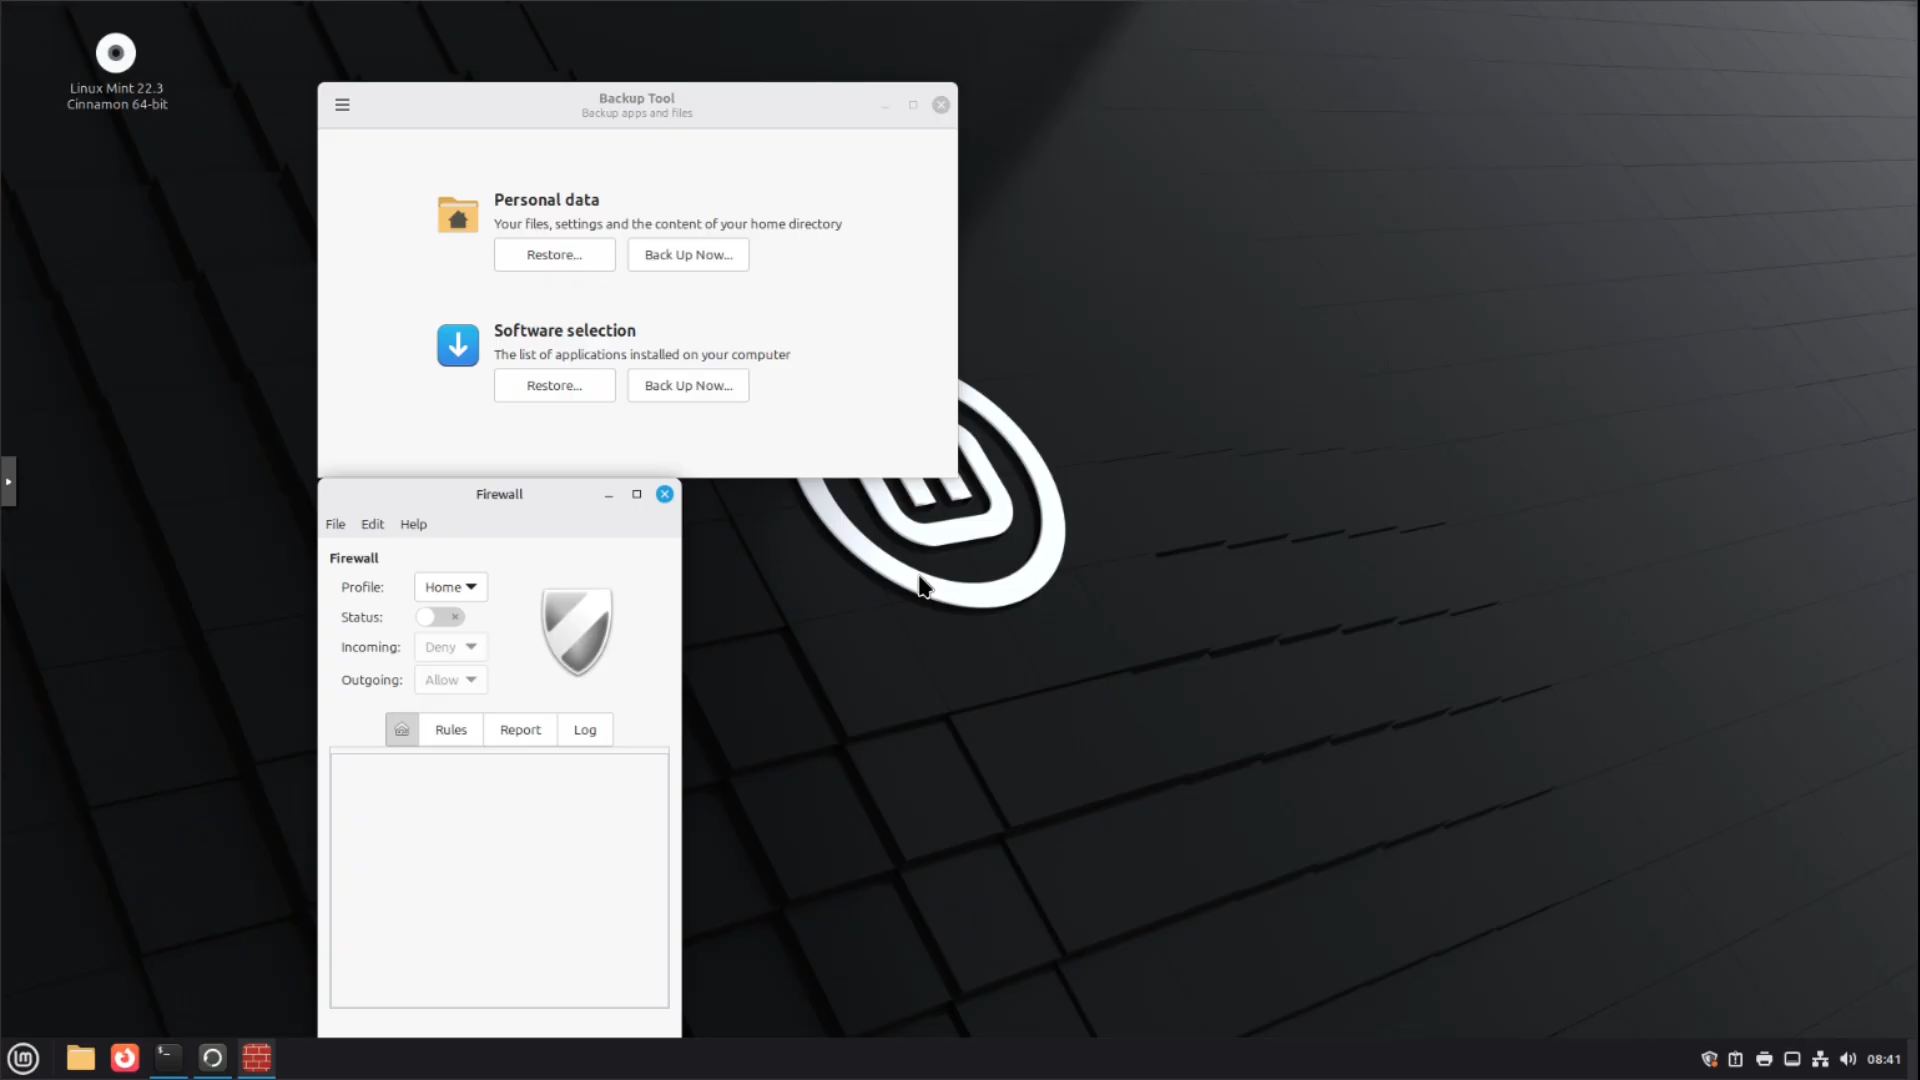 Linux Mint 22.3
Cinnamon 64-bit
Backup Tool
Backup apps and files
Personal data
Your files, settings and the content of your home directory
Restore...
Back Up Now...
Software selection
The list of applications installed on your computer
Restore...
Back Up Now...
Firewall
File Edit Help
Firewall
Profile: Home
Status:
Incoming: Deny
Outgoing: Allow
Rules Report Log
08:41